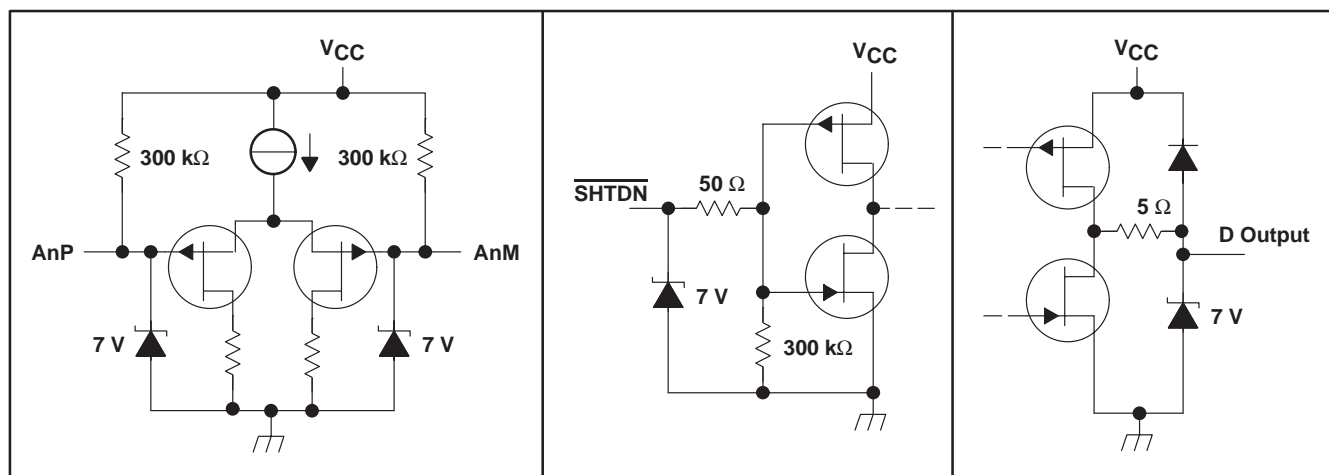 VCC
300 kΩ
300 kΩ
AnP
AnM
7 V
7 V
VCC
50 Ω
SHTDN
7 V
300 kΩ
VCC
5 Ω
D Output
7 V